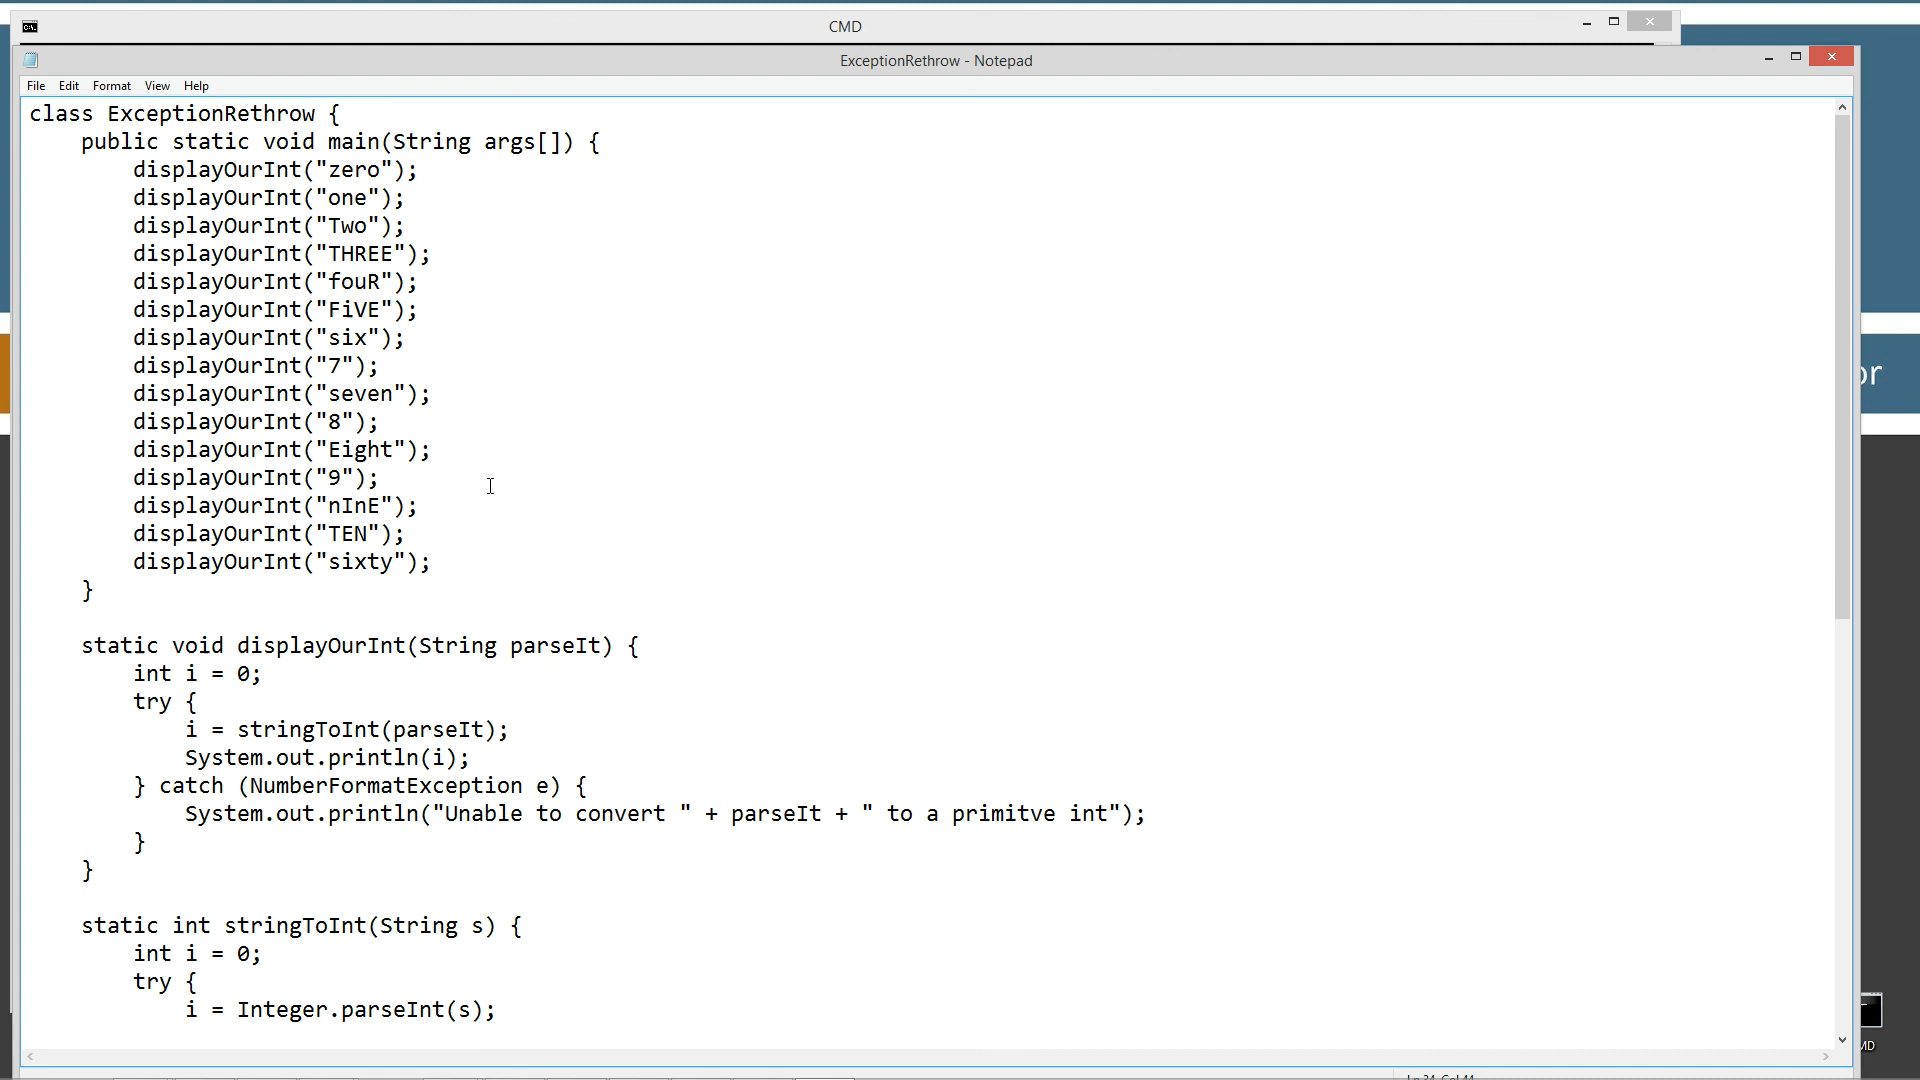 CMD
ExceptionRethrow - Notepad
File Edit Format View Help
class ExceptionRethrow {
    public static void main(String args[]) {
        displayOurInt("zero");
        displayOurInt("one");
        displayOurInt("Two");
        displayOurInt("THREE");
        displayOurInt("fouR");
        displayOurInt("FiVE");
        displayOurInt("six");
        displayOurInt("7");
        displayOurInt("seven");
        displayOurInt("8");
        displayOurInt("Eight");
        displayOurInt("9");
        displayOurInt("nInE");
        displayOurInt("TEN");
        displayOurInt("sixty");
    }
    static void displayOurInt(String parseIt) {
        int i = 0;
        try {
            i = stringToInt(parseIt);
            System.out.println(i);
        } catch (NumberFormatException e) {
            System.out.println("Unable to convert " + parseIt + " to a primitve int");
        }
    }
    static int stringToInt(String s) {
        int i = 0;
        try {
            i = Integer.parseInt(s);
or
MD